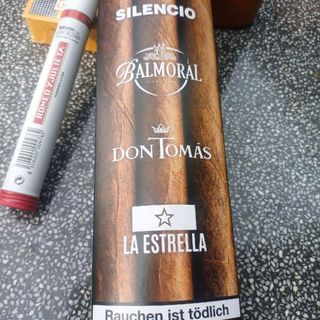 SILENCIO
BALMORAL
DON TOMÁS
LA ESTRELLA
Rauchen ist tödlich
ROMEO Y JULIETA